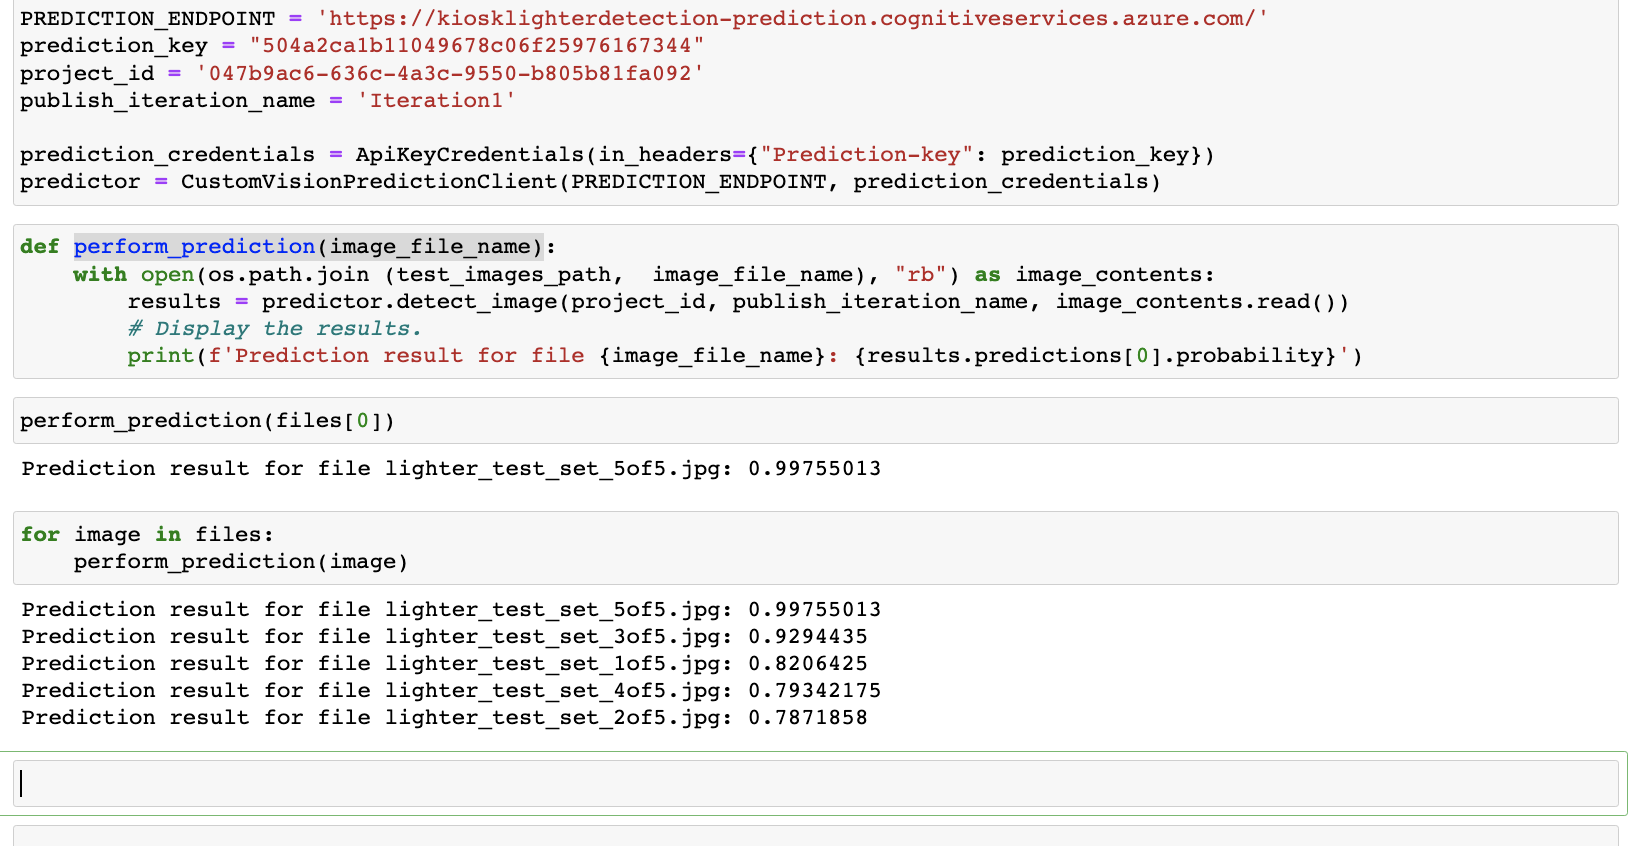 PREDICTION_ENDPOINT = 'https://kiosklighterdetection-prediction.cognitiveservices.azure.com/'
prediction_key = "504a2ca1b11049678c06f25976167344"
project_id = '047b9ac6-636c-4a3c-9550-b805b81fa092'
publish_iteration_name = 'Iteration1'
prediction_credentials = ApiKeyCredentials(in_headers={"Prediction-key": prediction_key})
predictor = CustomVisionPredictionClient(PREDICTION_ENDPOINT, prediction_credentials)
def perform_prediction(image_file_name):
    with open(os.path.join (test_images_path,  image_file_name), "rb") as image_contents:
        results = predictor.detect_image(project_id, publish_iteration_name, image_contents.read())
        # Display the results.
        print(f'Prediction result for file {image_file_name}: {results.predictions[0].probability}')
perform_prediction(files[0])
Prediction result for file lighter_test_set_5of5.jpg: 0.99755013
for image in files:
    perform_prediction(image)
Prediction result for file lighter_test_set_5of5.jpg: 0.99755013
Prediction result for file lighter_test_set_3of5.jpg: 0.9294435
Prediction result for file lighter_test_set_1of5.jpg: 0.8206425
Prediction result for file lighter_test_set_4of5.jpg: 0.79342175
Prediction result for file lighter_test_set_2of5.jpg: 0.7871858